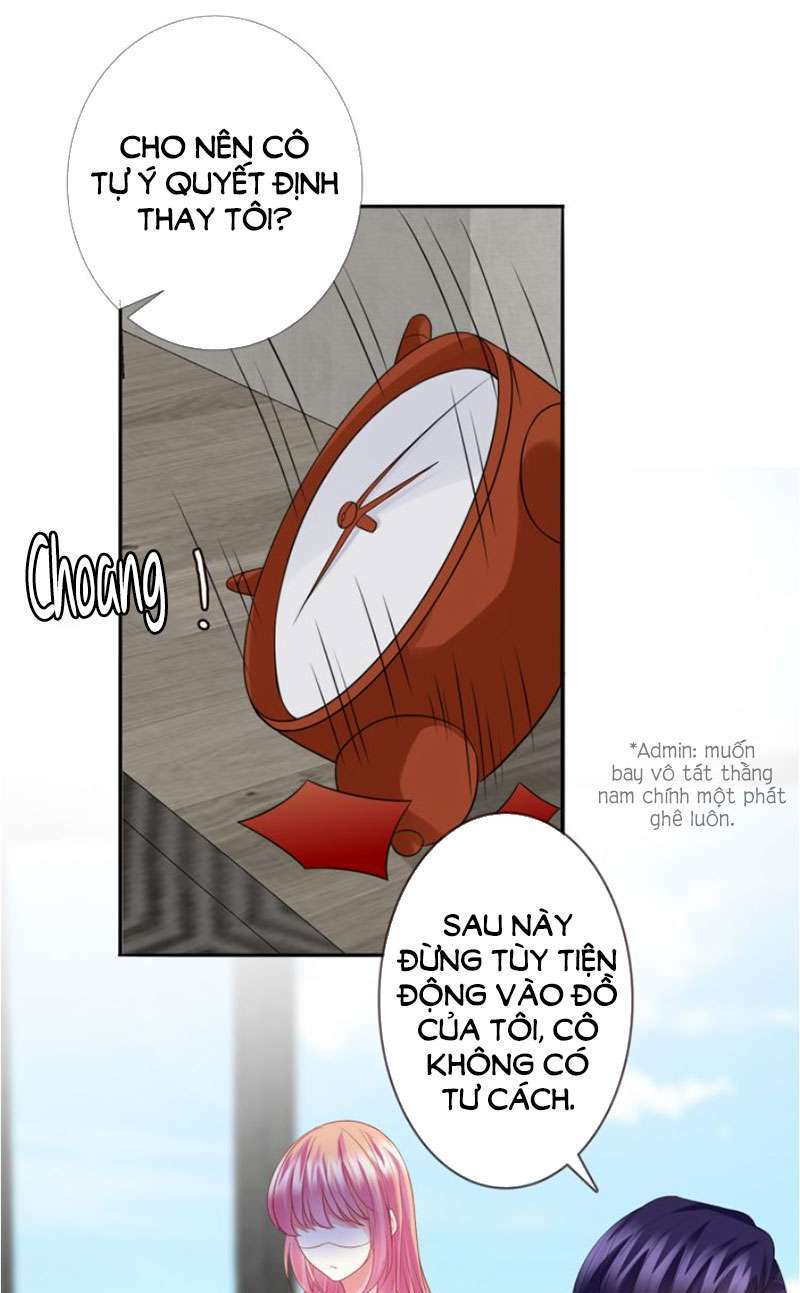 CHO NÊN CÔ
TỰ Ý QUYẾT ĐỊNH
THAY TÔI?
Choang !
*Admin: muốn
bay vô tát thằng
nam chính một phát
ghê luôn.
SAU NÀY
ĐỪNG TÙY TIỆN
ĐỘNG VÀO ĐỒ
CỦA TÔI, CÔ
KHÔNG CÓ
TƯ CÁCH.